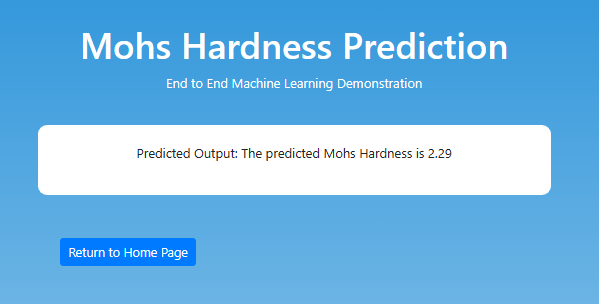 Mohs Hardness Prediction
End to End Machine Learning Demonstration
Predicted Output: The predicted Mohs Hardness is 2.29
Return to Home Page